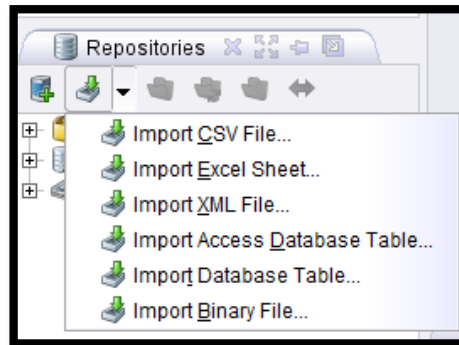 Repositories
Import CSV File...
Import Excel Sheet...
Import XML File...
Import Access Database Table...
Import Database Table...
Import Binary File...